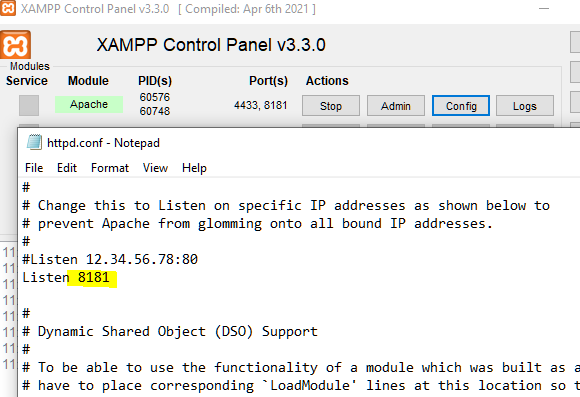 XAMPP Control Panel v3.3.0 [ Compiled: Apr 6th 2021 ]
XAMPP Control Panel v3.3.0
Modules
Service Module PID(s) Port(s) Actions
Apache 60576 60748 4433, 8181 Stop Admin Config Logs
httpd.conf - Notepad
File Edit Format View Help
#
# Change this to Listen on specific IP addresses as shown below to
# prevent Apache from glomming onto all bound IP addresses.
#
#Listen 12.34.56.78:80
Listen 8181
#
# Dynamic Shared Object (DSO) Support
#
# To be able to use the functionality of a module which was built as a
# have to place corresponding `LoadModule' lines at this location so t
11
11
11
11
11
11
11